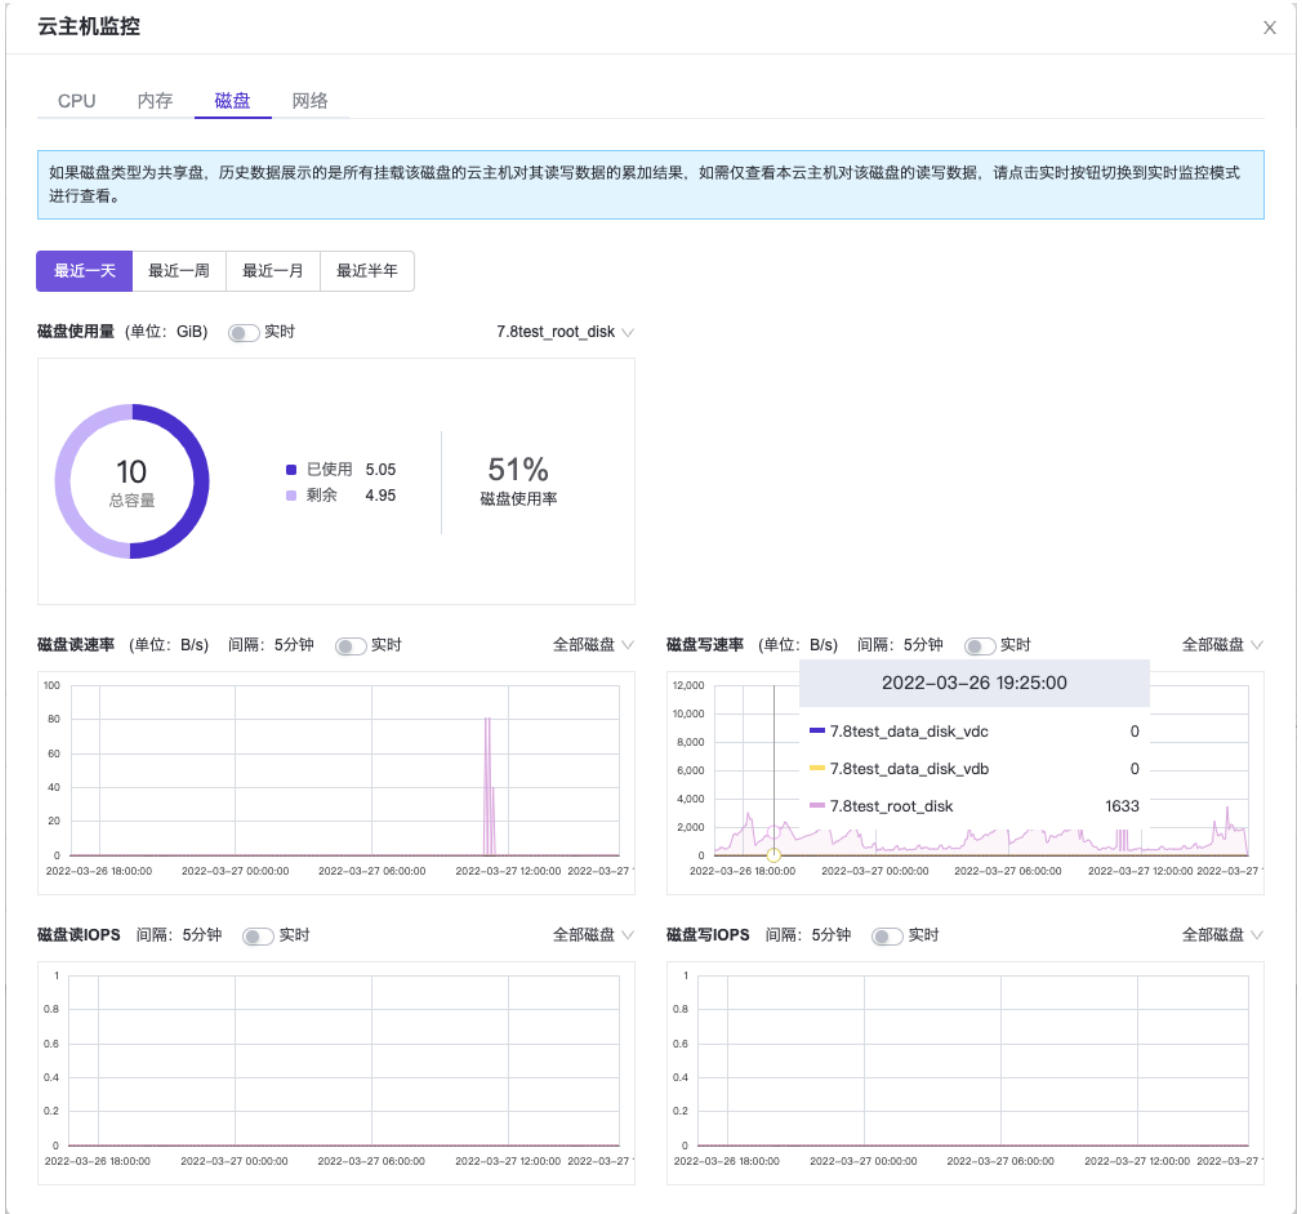 云主机监控
X
CPU 内存 磁盘 网络
如果磁盘类型为共享盘，历史数据展示的是所有挂载该磁盘的云主机对其读写数据的累加结果，如需仅查看本云主机对该磁盘的读写数据，请点击实时按钮切换到实时监控模式
进行查看。
最近一天 最近一周 最近一月 最近半年
磁盘使用量 (单位：GiB) 实时 7.8test_root_disk
10
总容量
已使用 5.05
剩余 4.95
51%
磁盘使用率
磁盘读速率 (单位：B/s) 间隔：5分钟 实时 全部磁盘
100
80
60
40
20
0
2022-03-26 18:00:00 2022-03-27 00:00:00 2022-03-27 06:00:00 2022-03-27 12:00:00 2022-03-27
磁盘写速率 (单位：B/s) 间隔：5分钟 实时 全部磁盘
12,000
10,000
8,000
6,000
4,000
2,000
0
2022-03-26 19:25:00
7.8test_data_disk_vdc 0
7.8test_data_disk_vdb 0
7.8test_root_disk 1633
2022-03-26 18:00:00 2022-03-27 00:00:00 2022-03-27 06:00:00 2022-03-27 12:00:00 2022-03-27
磁盘读IOPS 间隔：5分钟 实时 全部磁盘
1
0.8
0.6
0.4
0.2
0
2022-03-26 18:00:00 2022-03-27 00:00:00 2022-03-27 06:00:00 2022-03-27 12:00:00 2022-03-27
磁盘写IOPS 间隔：5分钟 实时 全部磁盘
1
0.8
0.6
0.4
0.2
0
2022-03-26 18:00:00 2022-03-27 00:00:00 2022-03-27 06:00:00 2022-03-27 12:00:00 2022-03-27